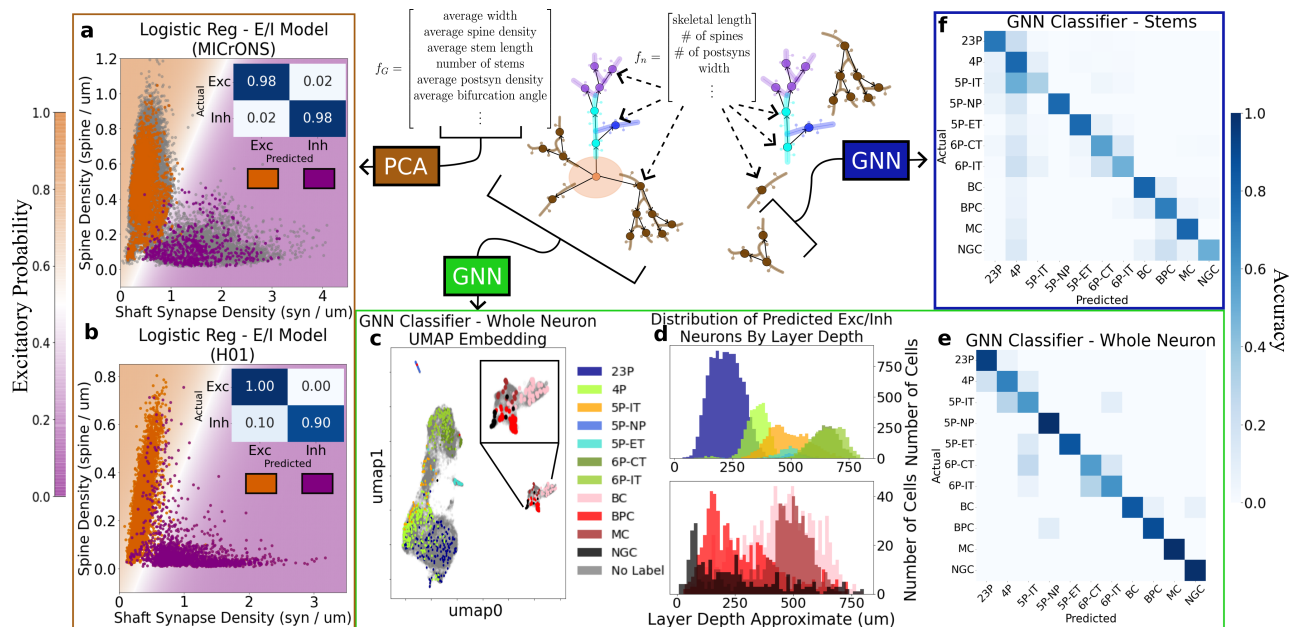 a
Logistic Reg - E/I Model
(MICrONS)
Spine Density (spine / um)
1.2
1.0
0.8
0.6
0.4
0.2
0.0
0
1
2
3
4
Shaft Synapse Density (syn / um)
Actual
Exc
Inh
0.98
0.02
0.02
0.98
Exc
Inh
Predicted
Excitatory Probability
1.0
0.8
0.6
0.4
0.2
0.0
b
Logistic Reg - E/I Model
(H01)
Spine Density (spine / um)
0.8
0.6
0.4
0.2
0.0
0
1
2
3
Shaft Synapse Density (syn / um)
Actual
Exc
Inh
1.00
0.00
0.10
0.90
Exc
Inh
Predicted
f_G =
average width
average spine density
average stem length
number of stems
average postsyn density
average bifurcation angle
⋮
f_n =
skeletal length
# of spines
# of postsyns
width
⋮
PCA
GNN
GNN
f
GNN Classifier - Stems
Actual
23P
4P
5P-IT
5P-NP
5P-ET
6P-CT
6P-IT
BC
BPC
MC
NGC
23P
4P
5P-IT
5P-NP
5P-ET
6P-CT
6P-IT
BC
BPC
MC
NGC
Predicted
Accuracy
1.0
0.8
0.6
0.4
0.2
0.0
GNN Classifier - Whole Neuron
c
UMAP Embedding
umap1
umap0
23P
4P
5P-IT
5P-NP
5P-ET
6P-CT
6P-IT
BC
BPC
MC
NGC
No Label
Distribution of Predicted Exc/Inh
d
Neurons By Layer Depth
Number of Cells
750
500
250
0
0
250
500
750
Number of Cells
40
20
0
0
250
500
750
Layer Depth Approximate (um)
e
GNN Classifier - Whole Neuron
Actual
23P
4P
5P-IT
5P-NP
5P-ET
6P-CT
6P-IT
BC
BPC
MC
NGC
23P
4P
5P-IT
5P-NP
5P-ET
6P-CT
6P-IT
BC
BPC
MC
NGC
Predicted